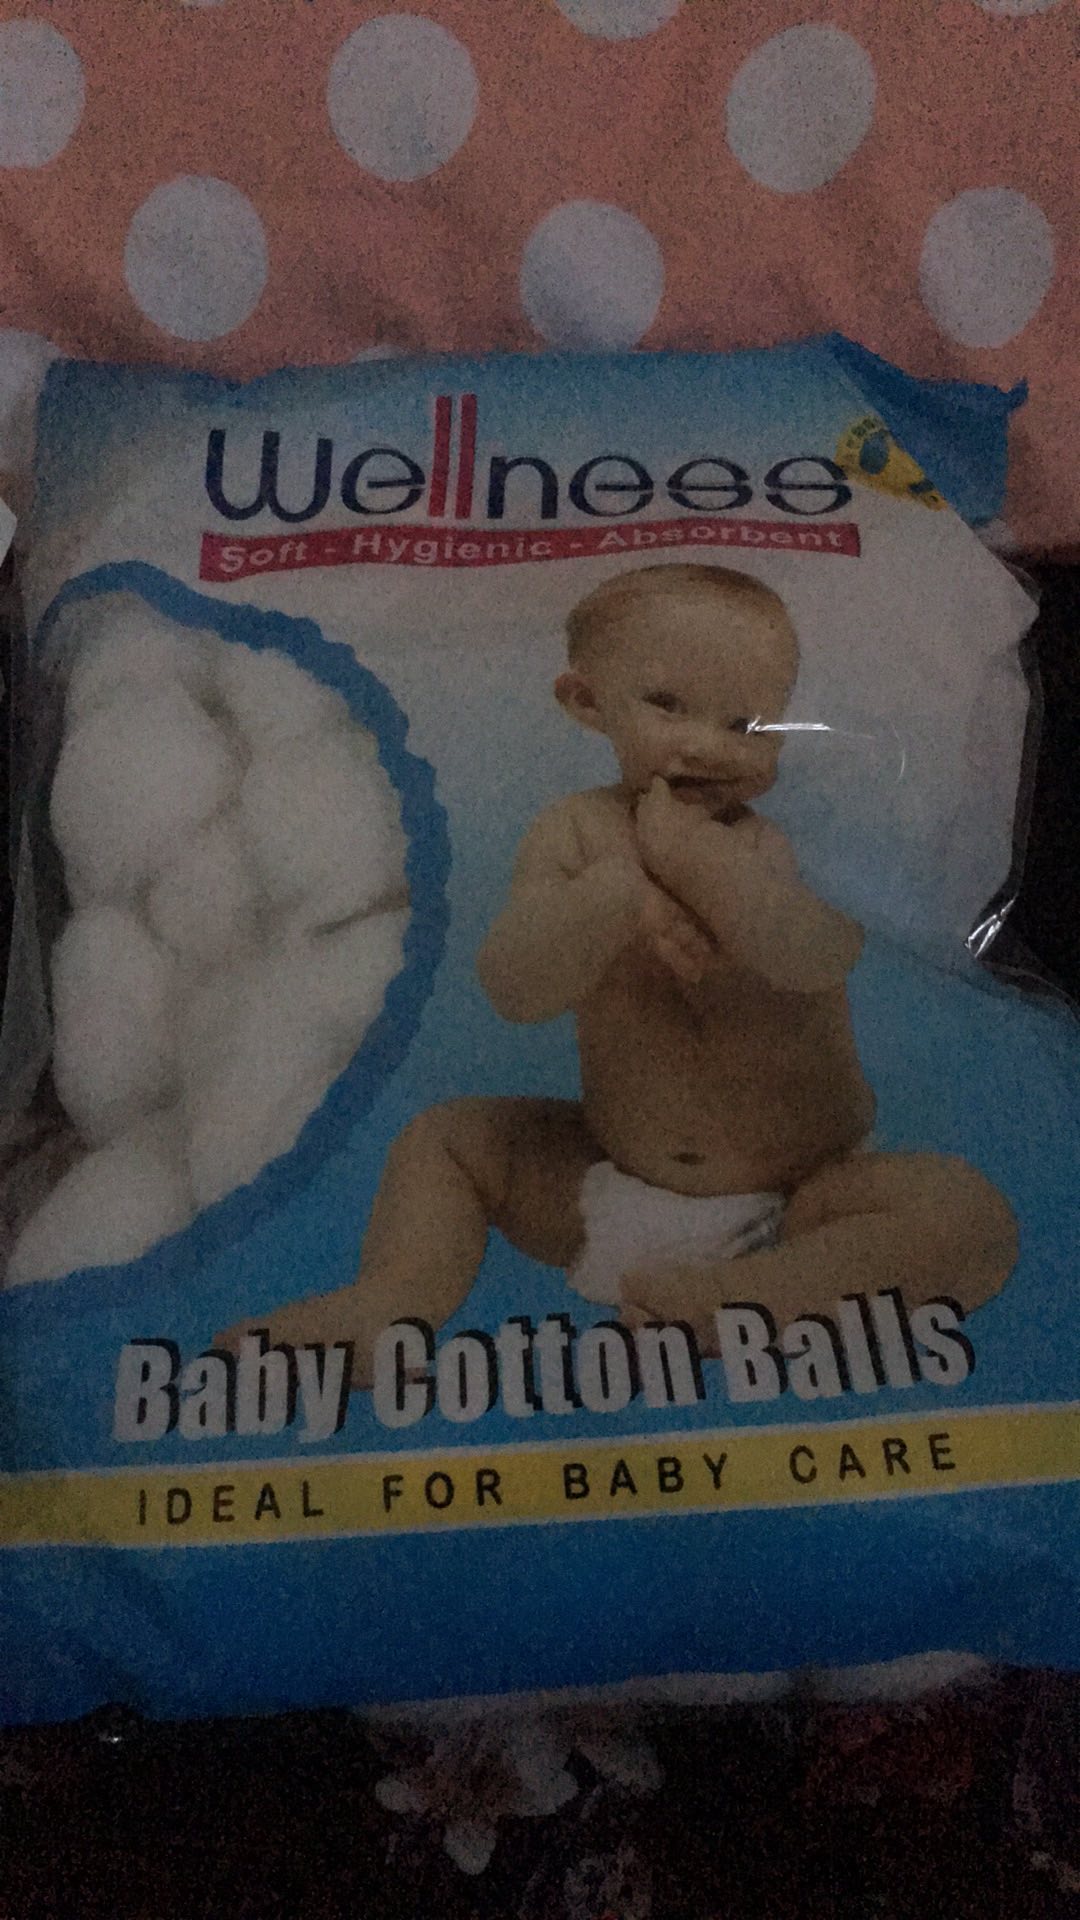 Wellness
Soft - Hygienic - Absorbent
Baby Cotton Balls
IDEAL FOR BABY CARE